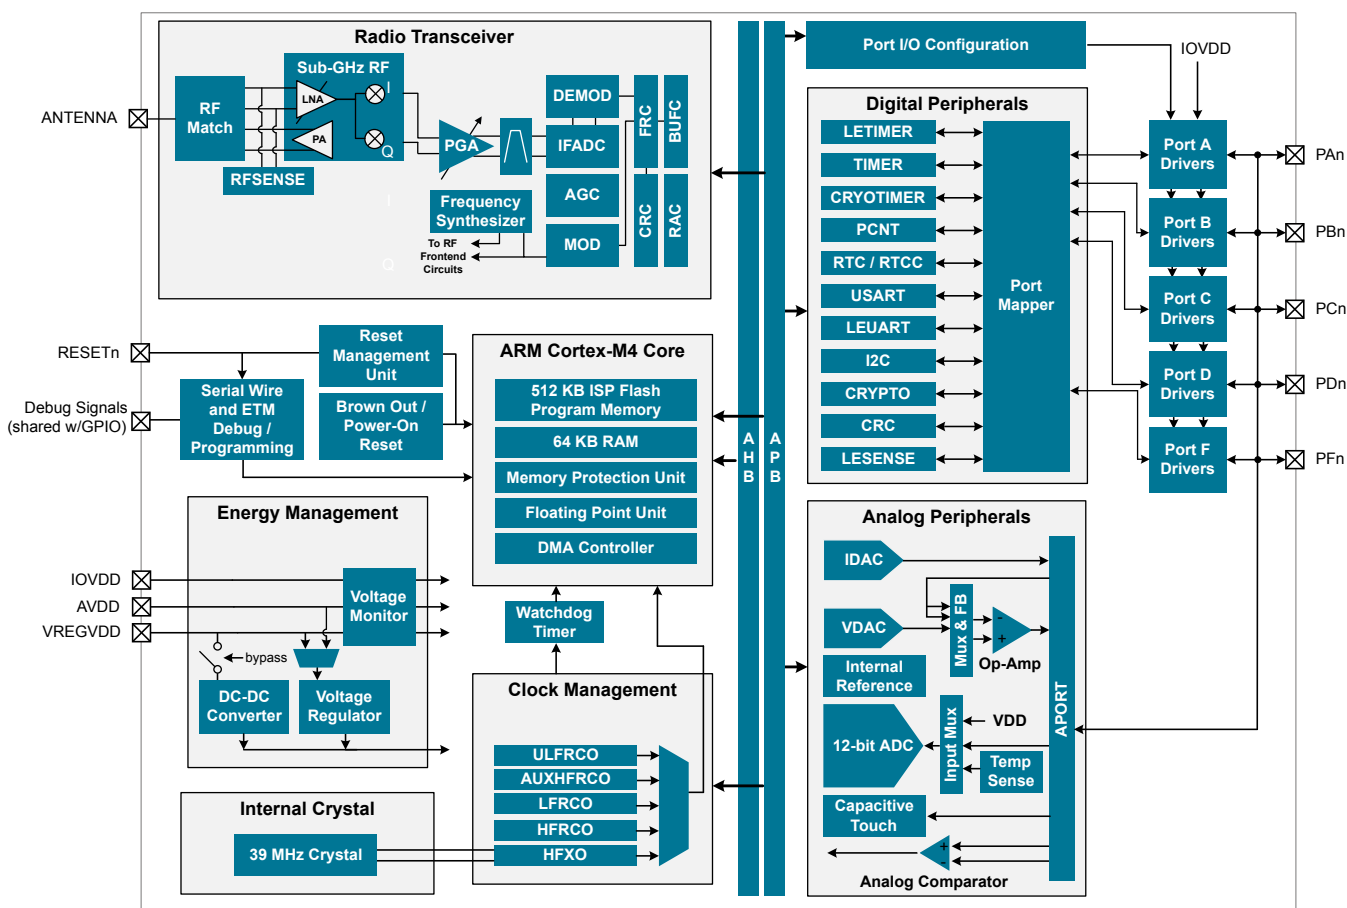 Radio Transceiver
ANTENNA
RF
Match
Sub-GHz RF
LNA
I
PA
Q
RFSENSE
PGA
DEMOD
IFADC
AGC
MOD
FRC
BUFC
CRC
RAC
Frequency
Synthesizer
To RF
Frontend
Circuits
I
Q
RESETn
Debug Signals
(shared w/GPIO)
Reset
Management
Unit
Serial Wire
and ETM
Debug /
Programming
Brown Out /
Power-On
Reset
ARM Cortex-M4 Core
512 KB ISP Flash
Program Memory
64 KB RAM
Memory Protection Unit
Floating Point Unit
DMA Controller
Energy Management
IOVDD
AVDD
VREGVDD
Voltage
Monitor
bypass
DC-DC
Converter
Voltage
Regulator
Watchdog
Timer
Clock Management
ULFRCO
AUXHFRCO
LFRCO
HFRCO
HFXO
Internal Crystal
39 MHz Crystal
A
H
B
A
P
B
Port I/O Configuration
IOVDD
Digital Peripherals
LETIMER
TIMER
CRYOTIMER
PCNT
RTC / RTCC
USART
LEUART
I2C
CRYPTO
CRC
LESENSE
Port
Mapper
Port A
Drivers
Port B
Drivers
Port C
Drivers
Port D
Drivers
Port F
Drivers
PAn
PBn
PCn
PDn
PFn
Analog Peripherals
IDAC
VDAC
Mux & FB
-
+
Op-Amp
Internal
Reference
12-bit ADC
Input Mux
VDD
Temp
Sense
Capacitive
Touch
+
-
Analog Comparator
APORT